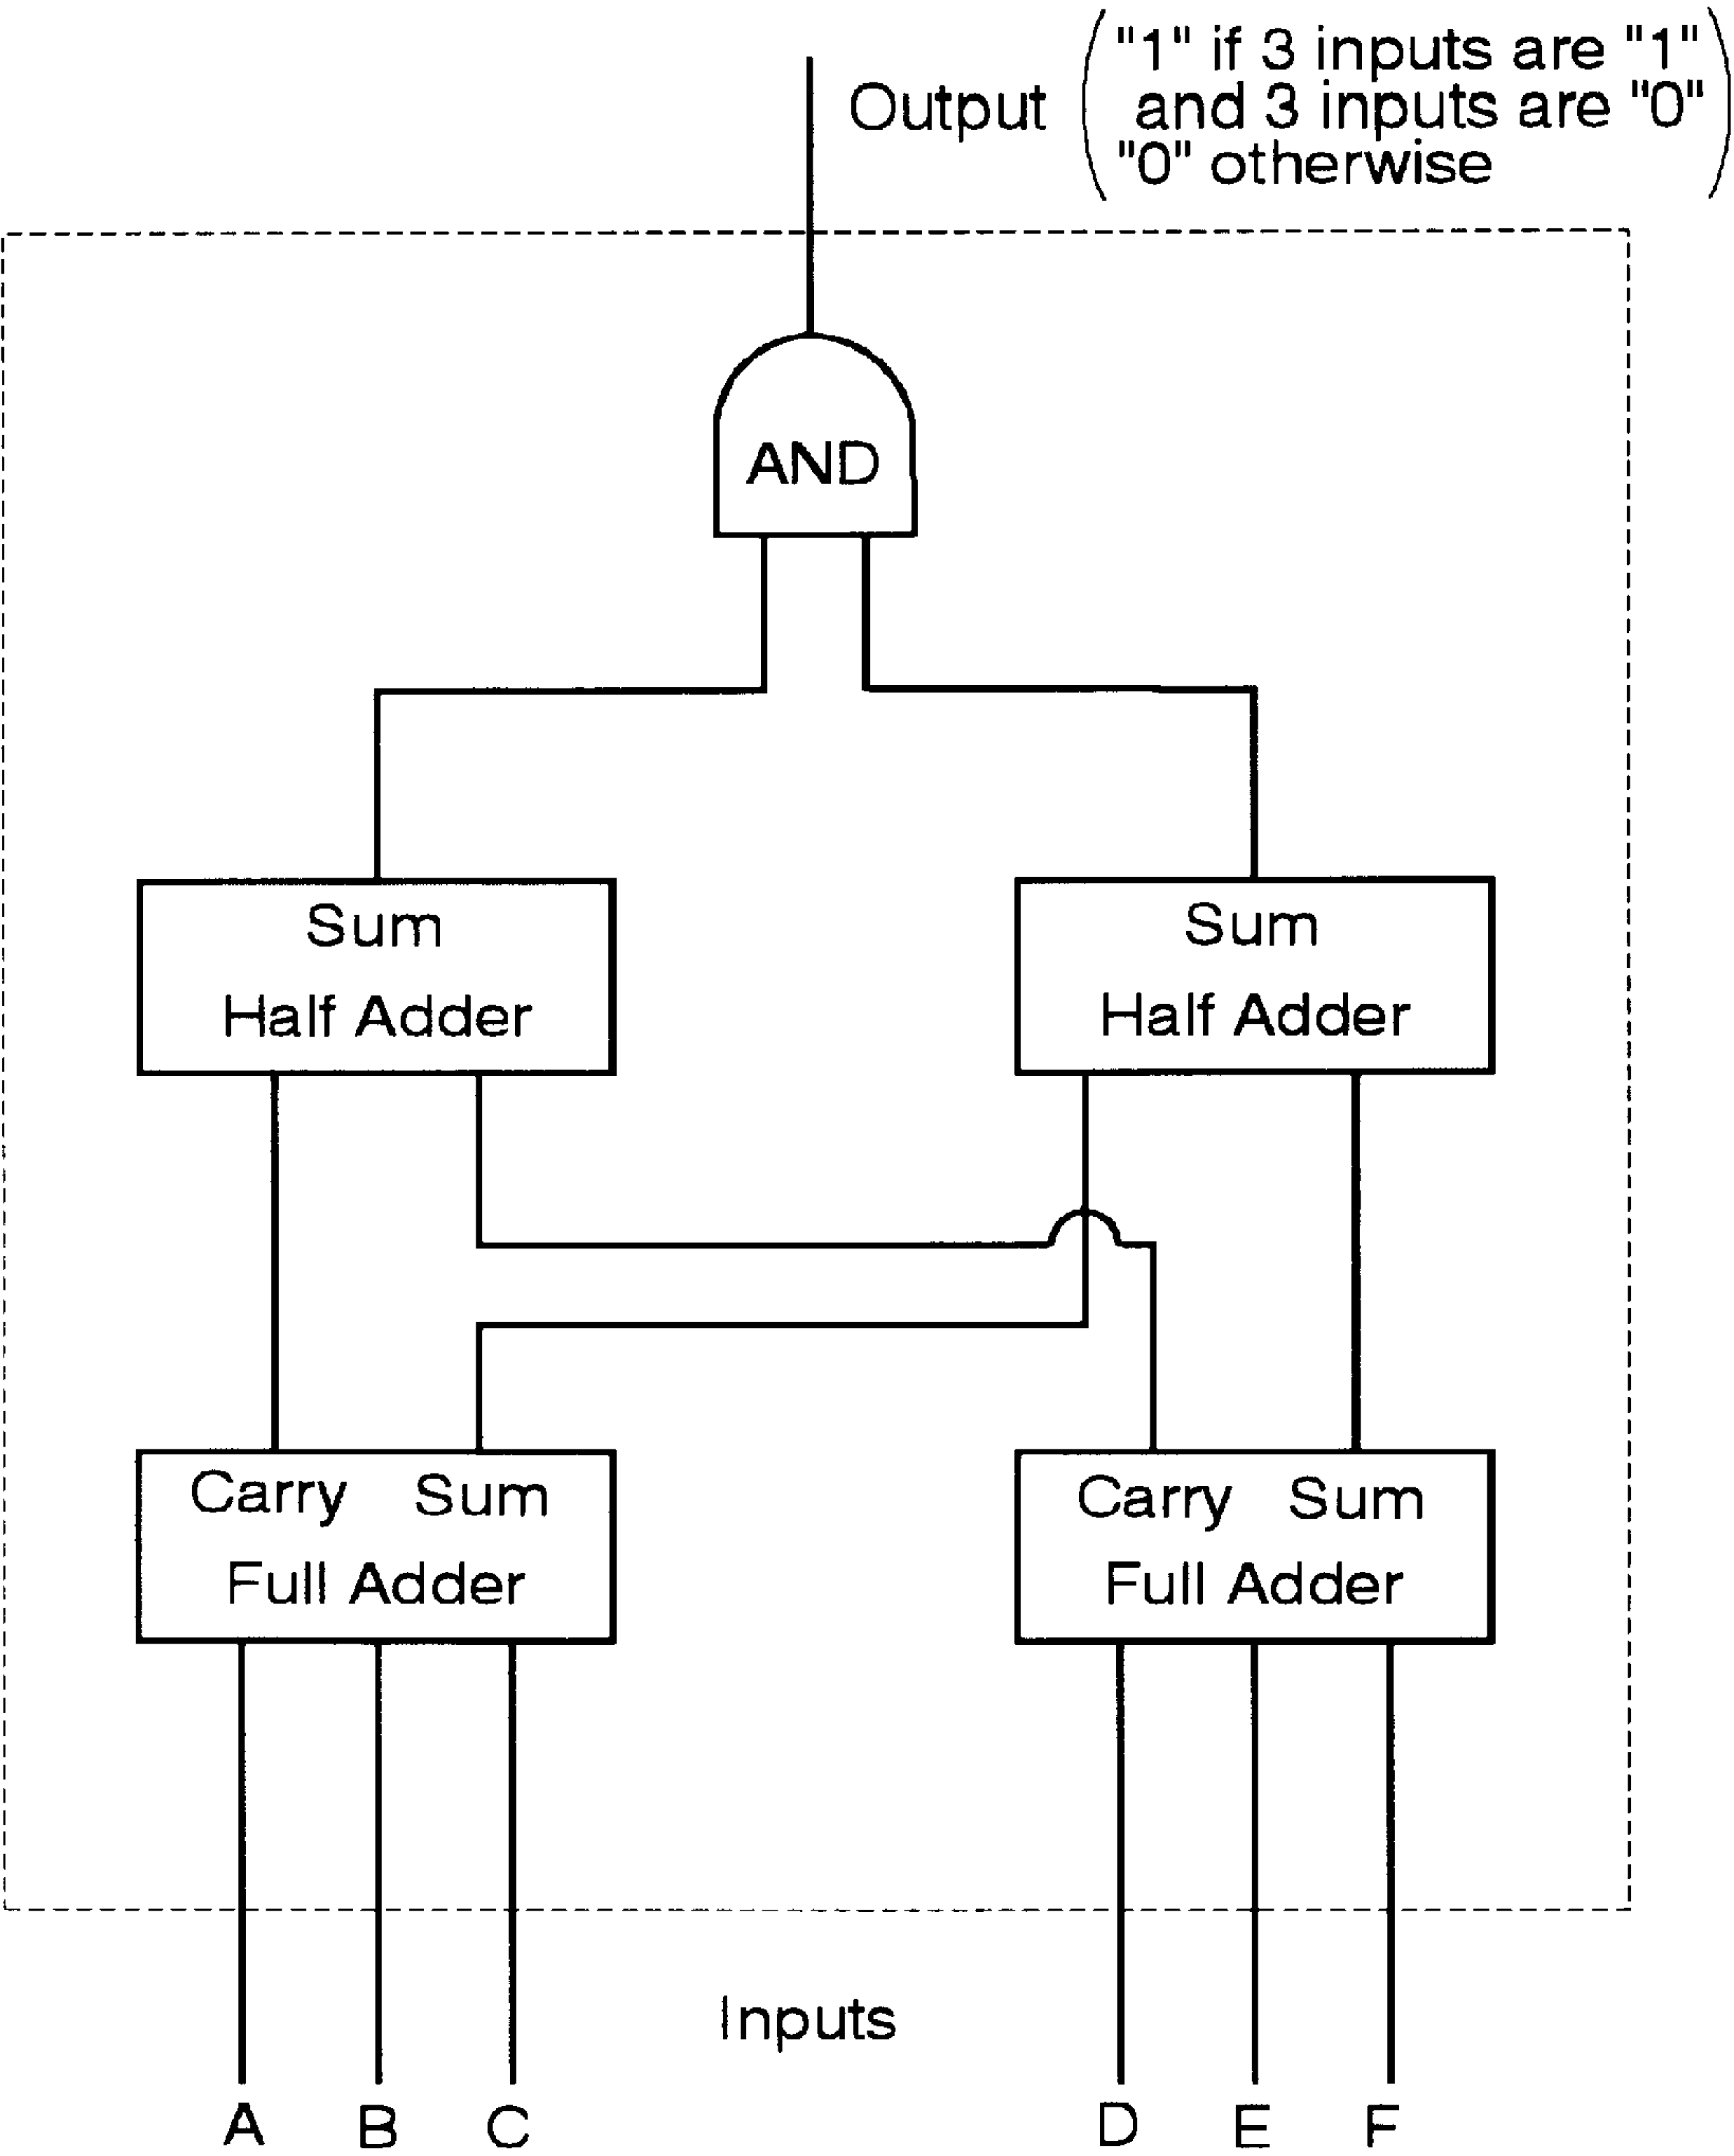 Output
"1" if 3 inputs are "1"
and 3 inputs are "0"
"0" otherwise
AND
Sum
Half Adder
Sum
Half Adder
Carry Sum
Full Adder
Carry Sum
Full Adder
Inputs
A B C D E F